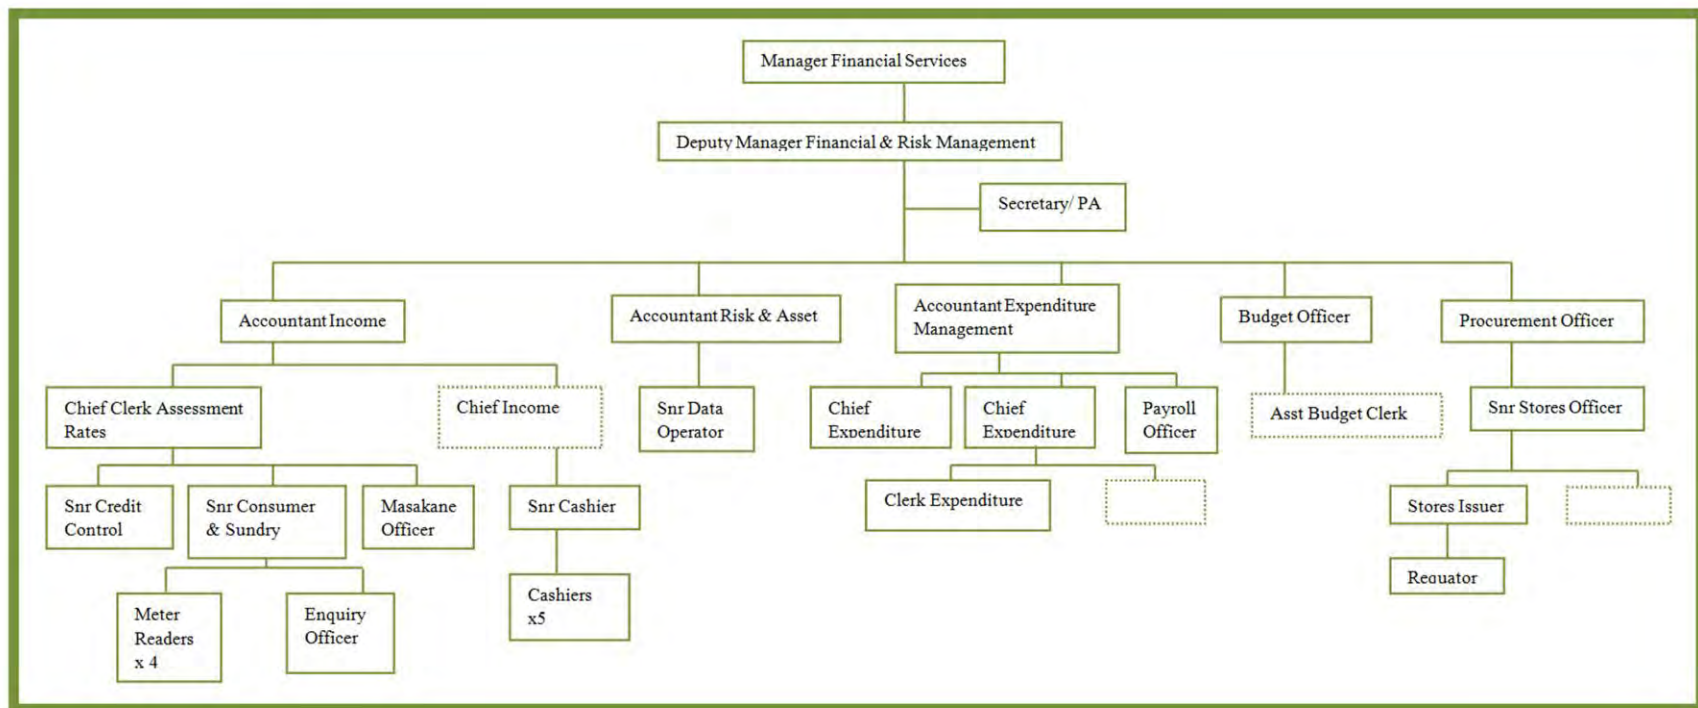 Manager Financial Services
Deputy Manager Financial & Risk Management
Secretary/ PA
Accountant Income
Accountant Risk & Asset
Accountant Expenditure
Management
Budget Officer
Procurement Officer
Chief Clerk Assessment
Rates
Chief Income
Snr Data
Operator
Chief
Expenditure
Chief
Expenditure
Payroll
Officer
Asst Budget Clerk
Snr Stores Officer
Snr Credit
Control
Snr Consumer
& Sundry
Masakane
Officer
Snr Cashier
Clerk Expenditure
Stores Issuer
Requator
Meter
Readers
x 4
Enquiry
Officer
Cashiers
x5